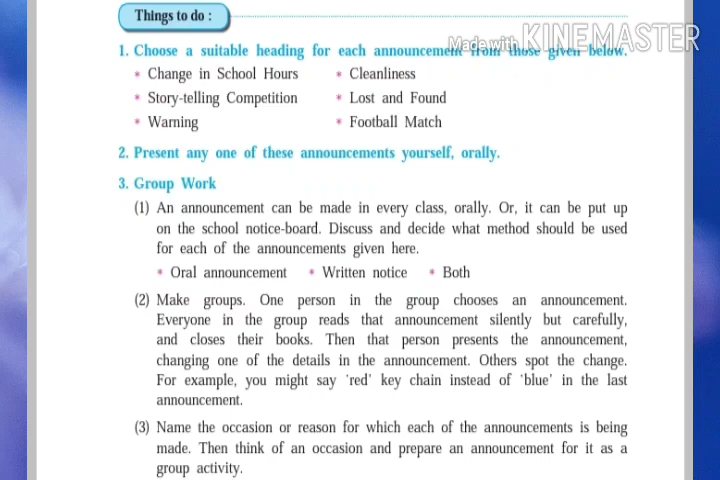 Things to do :
Made with KINEMASTER
1. Choose a suitable heading for each announcement from those given below.
* Change in School Hours * Cleanliness
* Story-telling Competition * Lost and Found
* Warning * Football Match
2. Present any one of these announcements yourself, orally.
3. Group Work
(1) An announcement can be made in every class, orally. Or, it can be put up
on the school notice-board. Discuss and decide what method should be used
for each of the announcements given here.
* Oral announcement * Written notice * Both
(2) Make groups. One person in the group chooses an announcement.
Everyone in the group reads that announcement silently but carefully,
and closes their books. Then that person presents the announcement,
changing one of the details in the announcement. Others spot the change.
For example, you might say ‘red’ key chain instead of ‘blue’ in the last
announcement.
(3) Name the occasion or reason for which each of the announcements is being
made. Then think of an occasion and prepare an announcement for it as a
group activity.